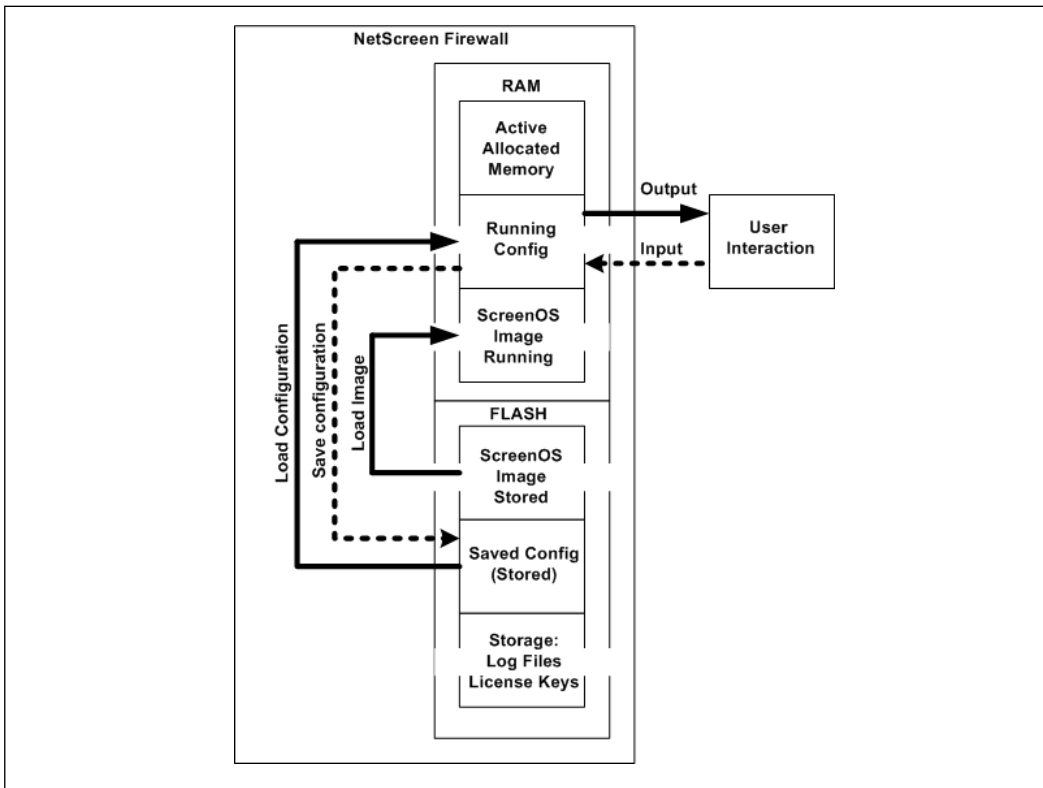 NetScreen Firewall
RAM
Active
Allocated
Memory
Output
Running
Config
User
Interaction
Input
ScreenOS
Image
Running
Load Configuration
Save configuration
Load Image
FLASH
ScreenOS
Image
Stored
Saved Config
(Stored)
Storage:
Log Files
License Keys